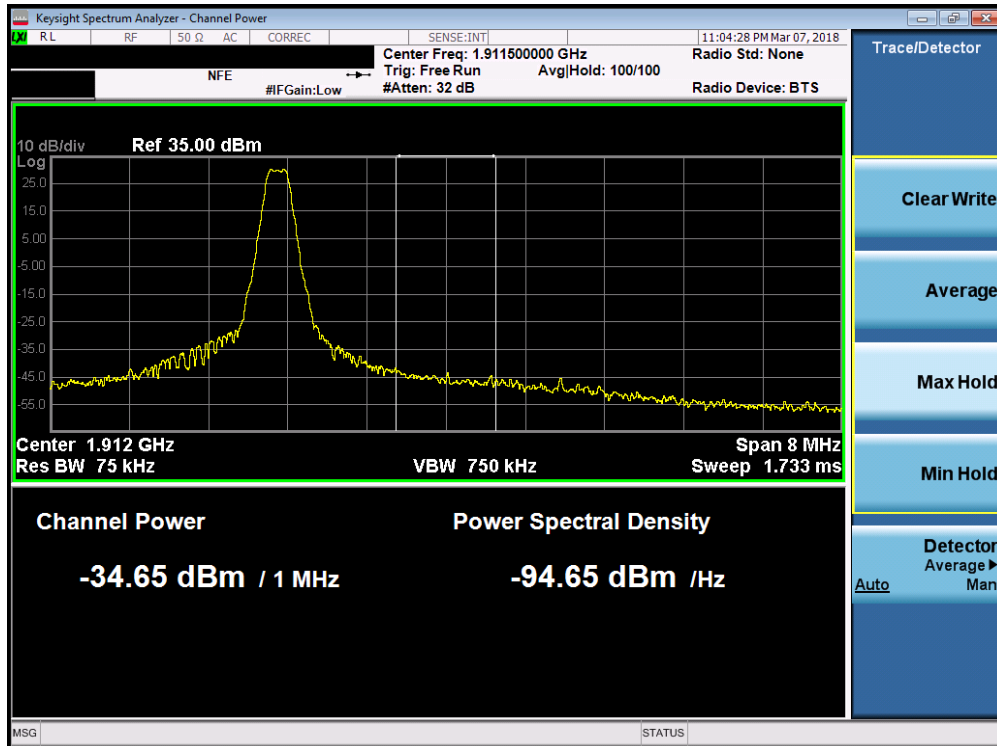 Keysight Spectrum Analyzer - Channel Power
LXI RL RF 50 Ω AC CORREC SENSE:INT 11:04:28 PM Mar 07, 2018
Center Freq: 1.911500000 GHz Radio Std: None
NFE Trig: Free Run Avg|Hold: 100/100
#IFGain:Low #Atten: 32 dB Radio Device: BTS
Trace/Detector
10 dB/div Ref 35.00 dBm
Log
25.0
15.0
5.00
-5.00
-15.0
-25.0
-35.0
-45.0
-55.0
Center 1.912 GHz Span 8 MHz
Res BW 75 kHz VBW 750 kHz Sweep 1.733 ms
Channel Power Power Spectral Density
-34.65 dBm / 1 MHz -94.65 dBm /Hz
Clear Write
Average
Max Hold
Min Hold
Detector
Average
Auto Man
MSG STATUS